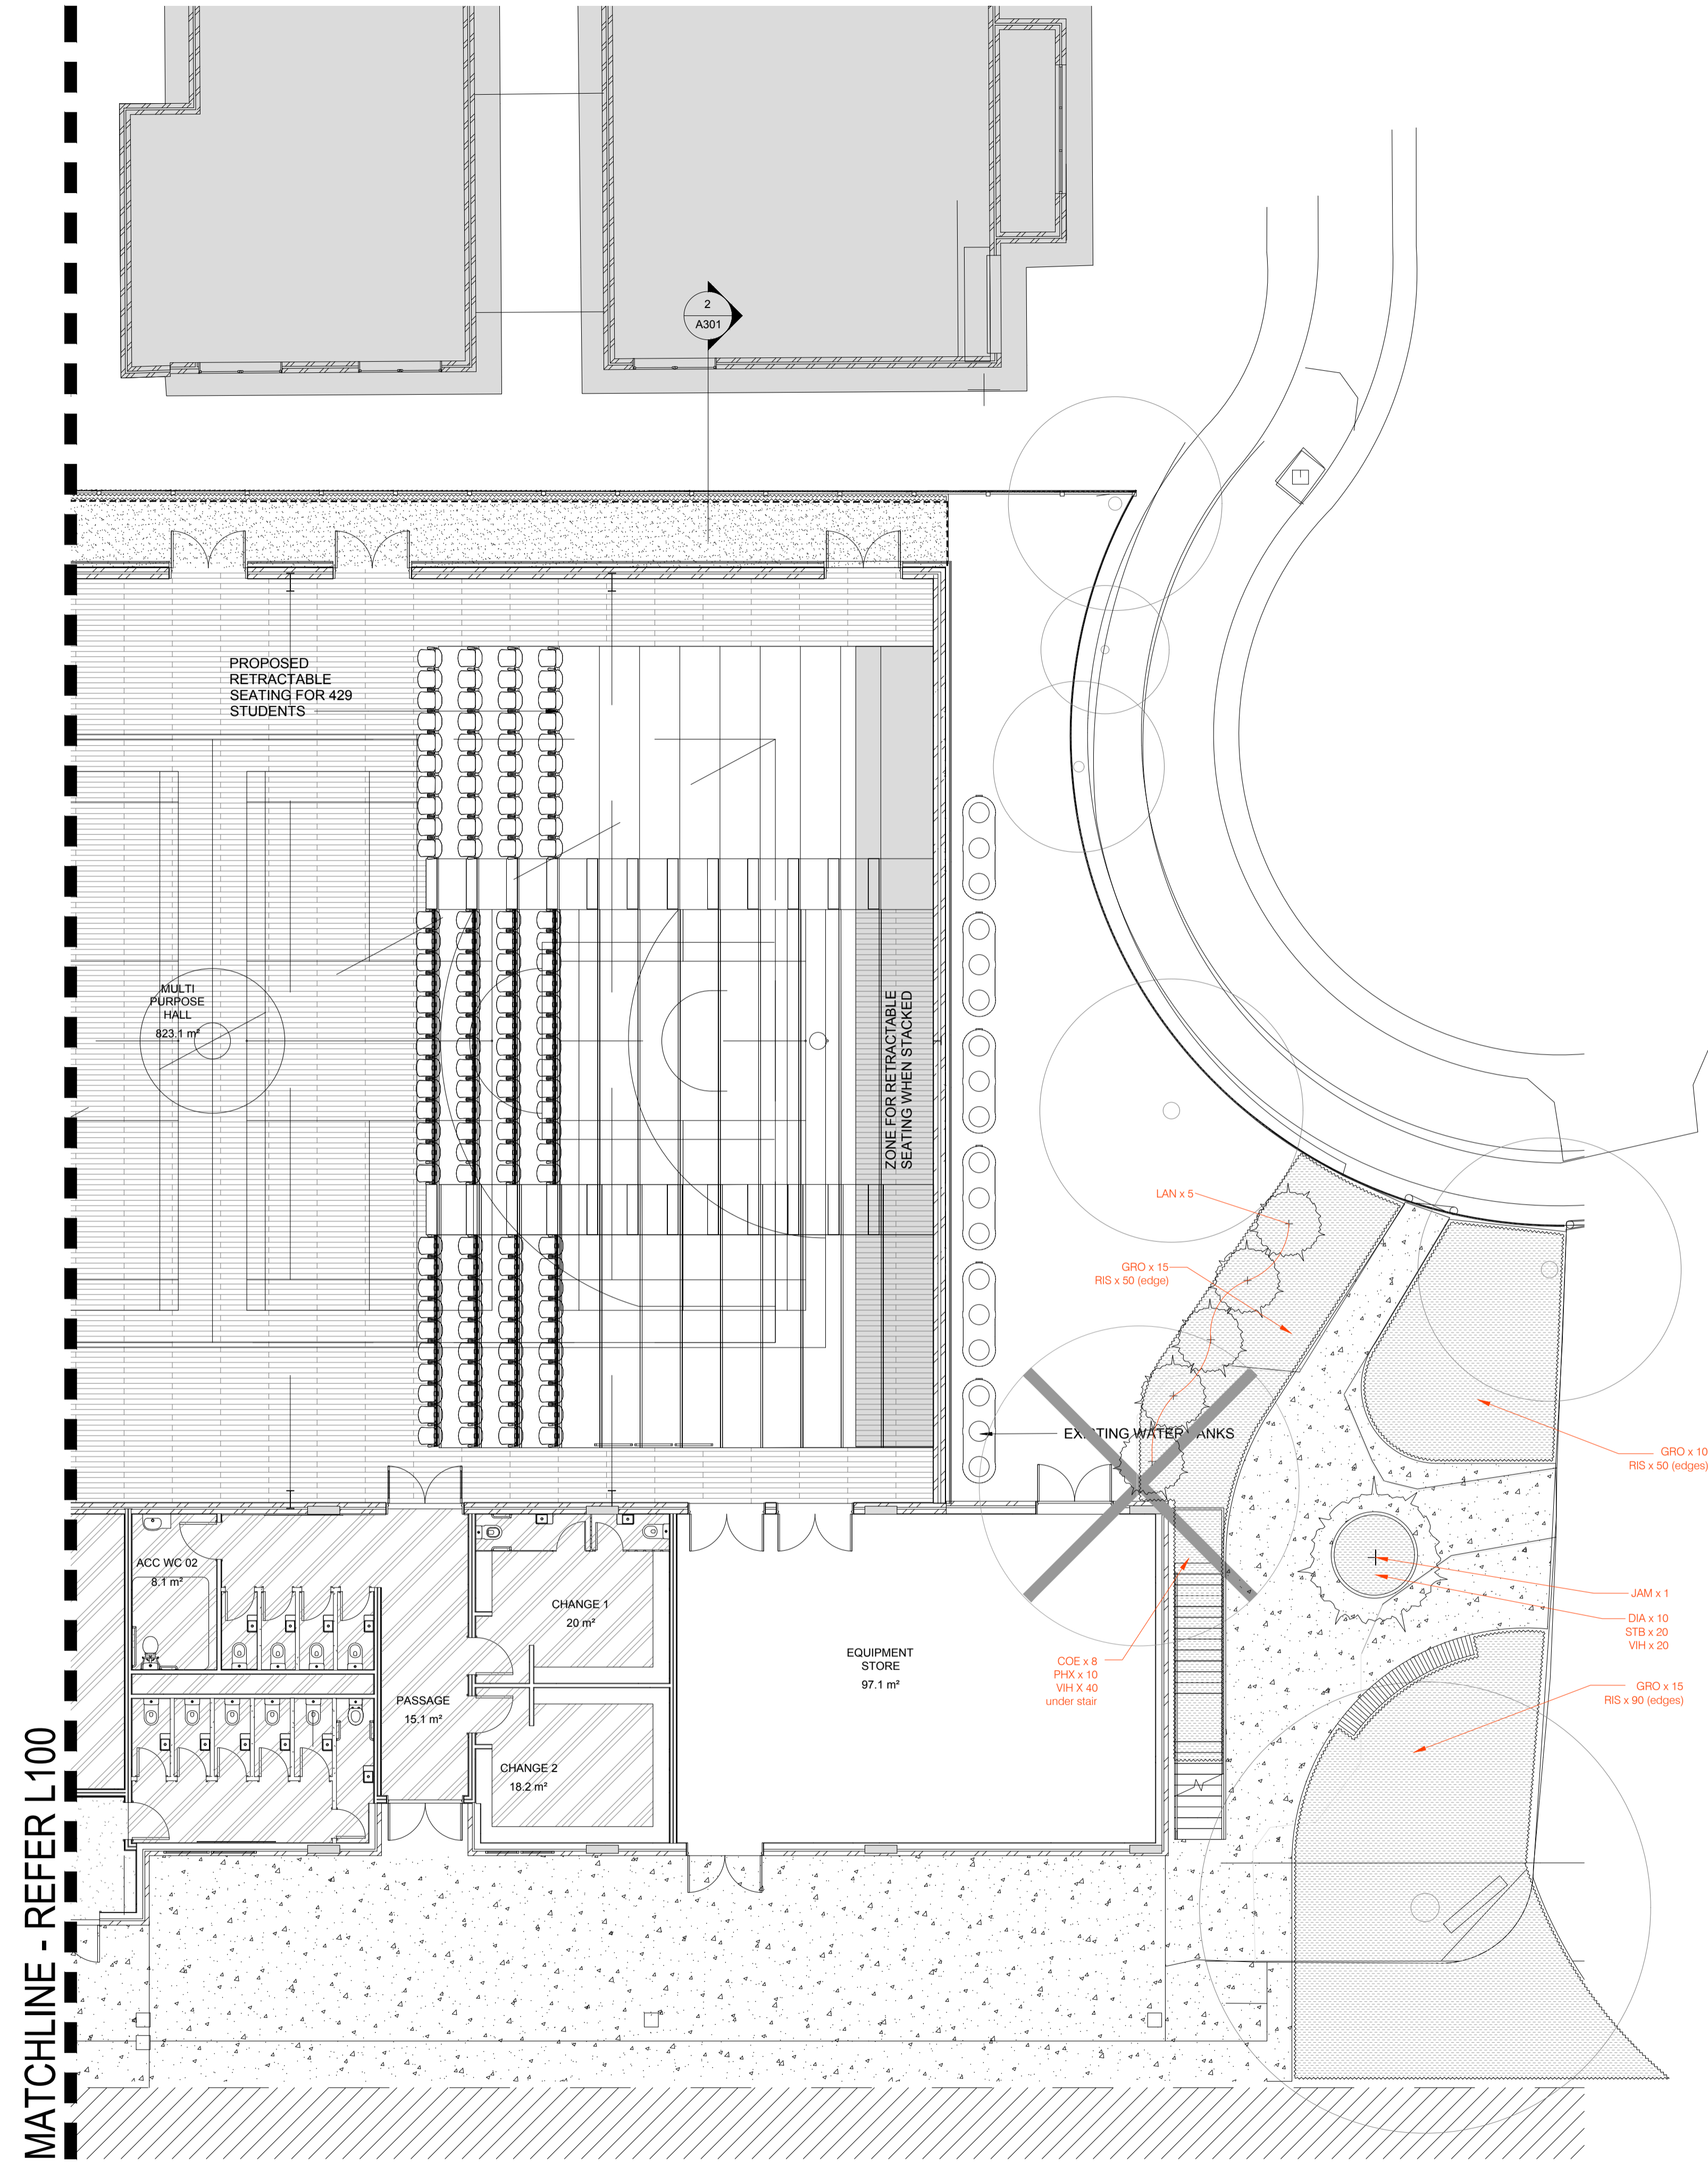 2
A301
PROPOSED
RETRACTABLE
SEATING FOR 429
STUDENTS
MULTI
PURPOSE
HALL
823.1 m²
ZONE FOR RETRACTABLE
SEATING WHEN STACKED
LAN x 5
GRO x 15
RIS x 50 (edge)
EXISTING WATER TANKS
GRO x 10
RIS x 50 (edges)
ACC WC 02
8.1 m²
CHANGE 1
20 m²
EQUIPMENT
STORE
97.1 m²
JAM x 1
DIA x 10
STB x 20
VIH x 20
COE x 8
PHX x 10
VIH X 40
under stair
GRO x 15
RIS x 90 (edges)
PASSAGE
15.1 m²
CHANGE 2
18.2 m²
MATCHLINE - REFER L100